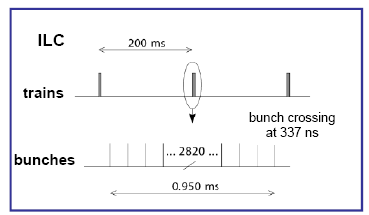 ILC
200 ms
trains
bunch crossing
at 337 ns
bunches
... 2820 ...
0.950 ms